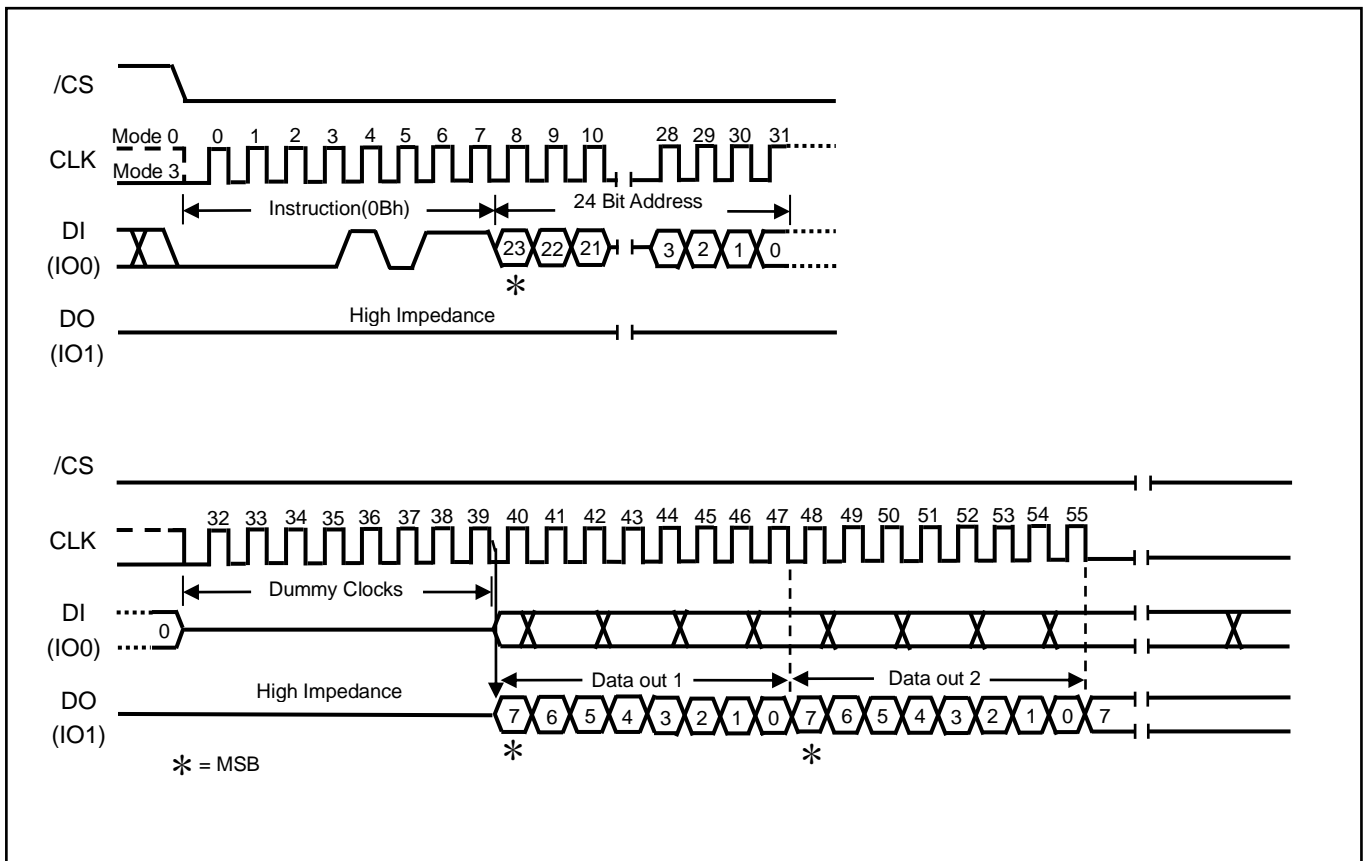 /CS
Mode 0 0 1 2 3 4 5 6 7 8 9 10 28 29 30 31
CLK
Mode 3
Instruction(0Bh) 24 Bit Address
DI
(IO0)
23 22 21 3 2 1 0
*
DO
(IO1)
High Impedance
/CS
32 33 34 35 36 37 38 39 40 41 42 43 44 45 46 47 48 49 50 51 52 53 54 55
CLK
Dummy Clocks
DI
(IO0)
0
Data out 1 Data out 2
DO
(IO1)
High Impedance
7 6 5 4 3 2 1 0 7 6 5 4 3 2 1 0 7
* *
* = MSB